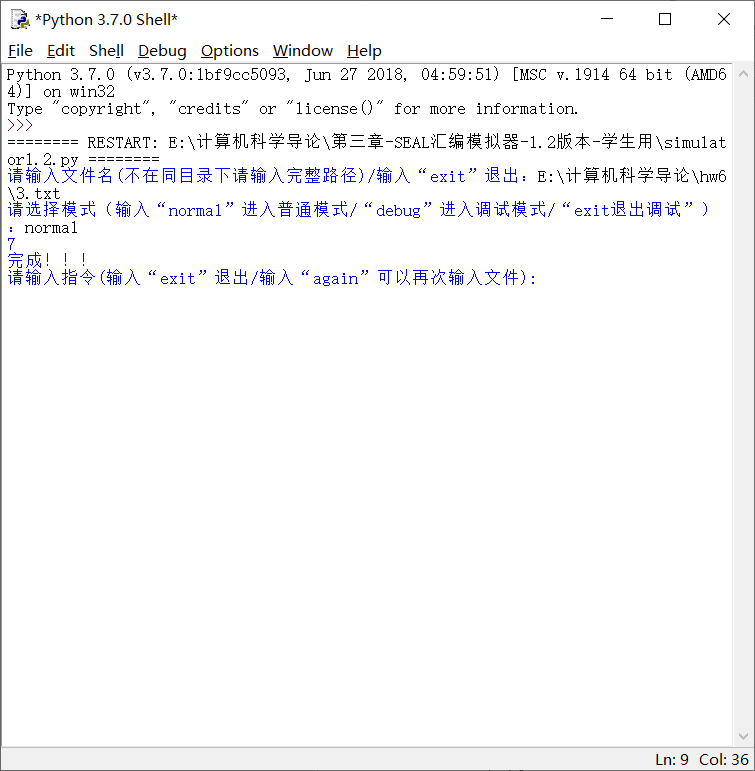 *Python 3.7.0 Shell*
File Edit Shell Debug Options Window Help
Python 3.7.0 (v3.7.0:1bf9cc5093, Jun 27 2018, 04:59:51) [MSC v.1914 64 bit (AMD6
4)] on win32
Type "copyright", "credits" or "license()" for more information.
>>>
======== RESTART: E:\计算机科学导论\第三章-SEAL汇编模拟器-1.2版本-学生用\simulat
or1.2.py ========
请输入文件名(不在同目录下请输入完整路径)/输入“exit”退出：E:\计算机科学导论\hw6
\3.txt
请选择模式（输入“normal”进入普通模式/“debug”进入调试模式/“exit退出调试”）
：normal
7
完成！！！
请输入指令(输入“exit”退出/输入“again”可以再次输入文件):
Ln: 9 Col: 36